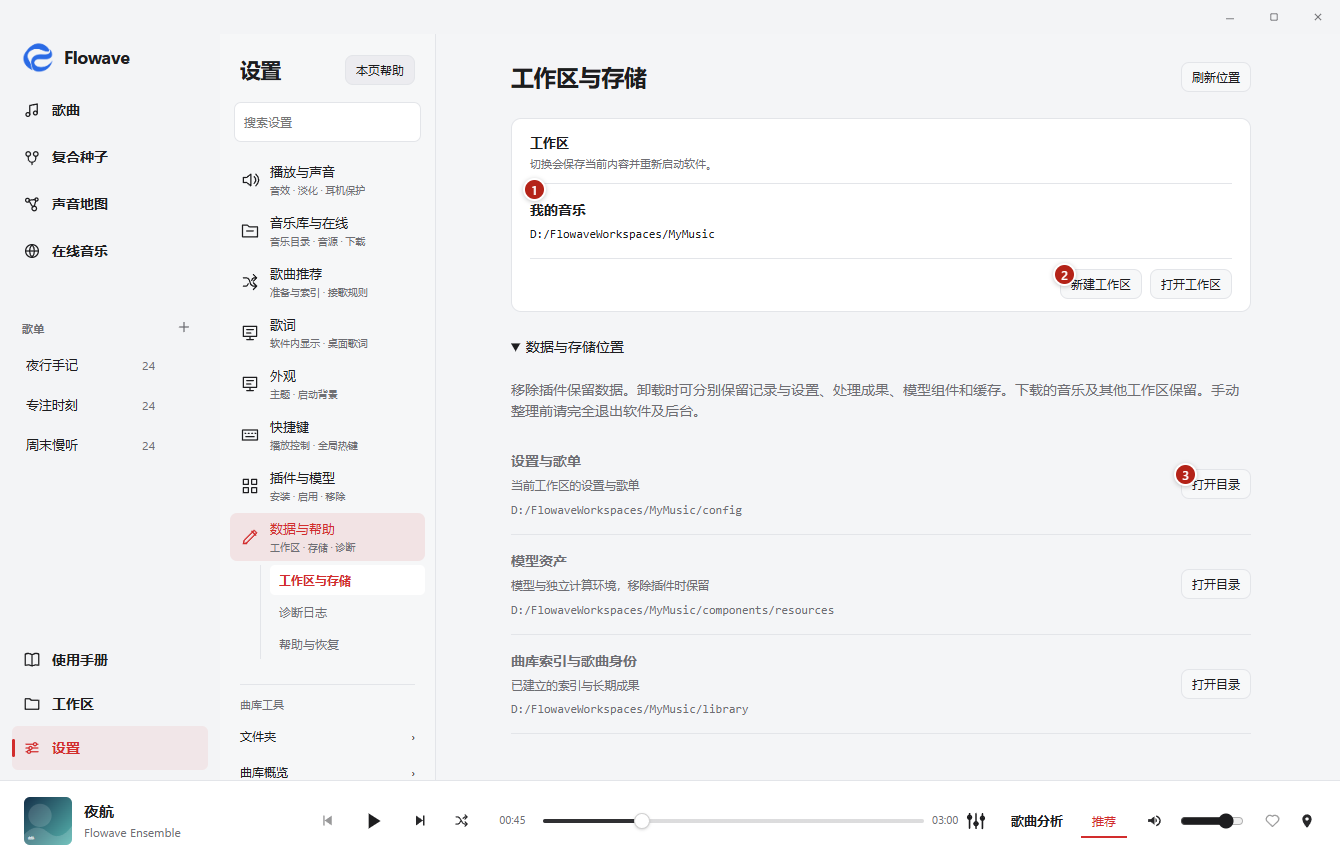 Flowave
歌曲
复合种子
声音地图
在线音乐
歌单
夜行手记 24
专注时刻 24
周末慢听 24
使用手册
工作区
设置
设置
本页帮助
搜索设置
播放与声音
音效 · 淡化 · 耳机保护
音乐库与在线
音乐目录 · 音源 · 下载
歌曲推荐
准备与索引 · 接歌规则
歌词
软件内显示 · 桌面歌词
外观
主题 · 启动背景
快捷键
播放控制 · 全局热键
插件与模型
安装 · 启用 · 移除
数据与帮助
工作区 · 存储 · 诊断
工作区与存储
诊断日志
帮助与恢复
曲库工具
文件夹
曲库概览
工作区与存储
刷新位置
工作区
切换会保存当前内容并重新启动软件。
1
我的音乐
D:/FlowaveWorkspaces/MyMusic
2
新建工作区
打开工作区
数据与存储位置
移除插件保留数据。卸载时可分别保留记录与设置、处理成果、模型组件和缓存。下载的音乐及其他工作区保留。手动
整理前请完全退出软件及后台。
设置与歌单
当前工作区的设置与歌单
D:/FlowaveWorkspaces/MyMusic/config
3
打开目录
模型资产
模型与独立计算环境，移除插件时保留
D:/FlowaveWorkspaces/MyMusic/components/resources
打开目录
曲库索引与歌曲身份
已建立的索引与长期成果
D:/FlowaveWorkspaces/MyMusic/library
打开目录
夜航
Flowave Ensemble
00:45
03:00
歌曲分析
推荐